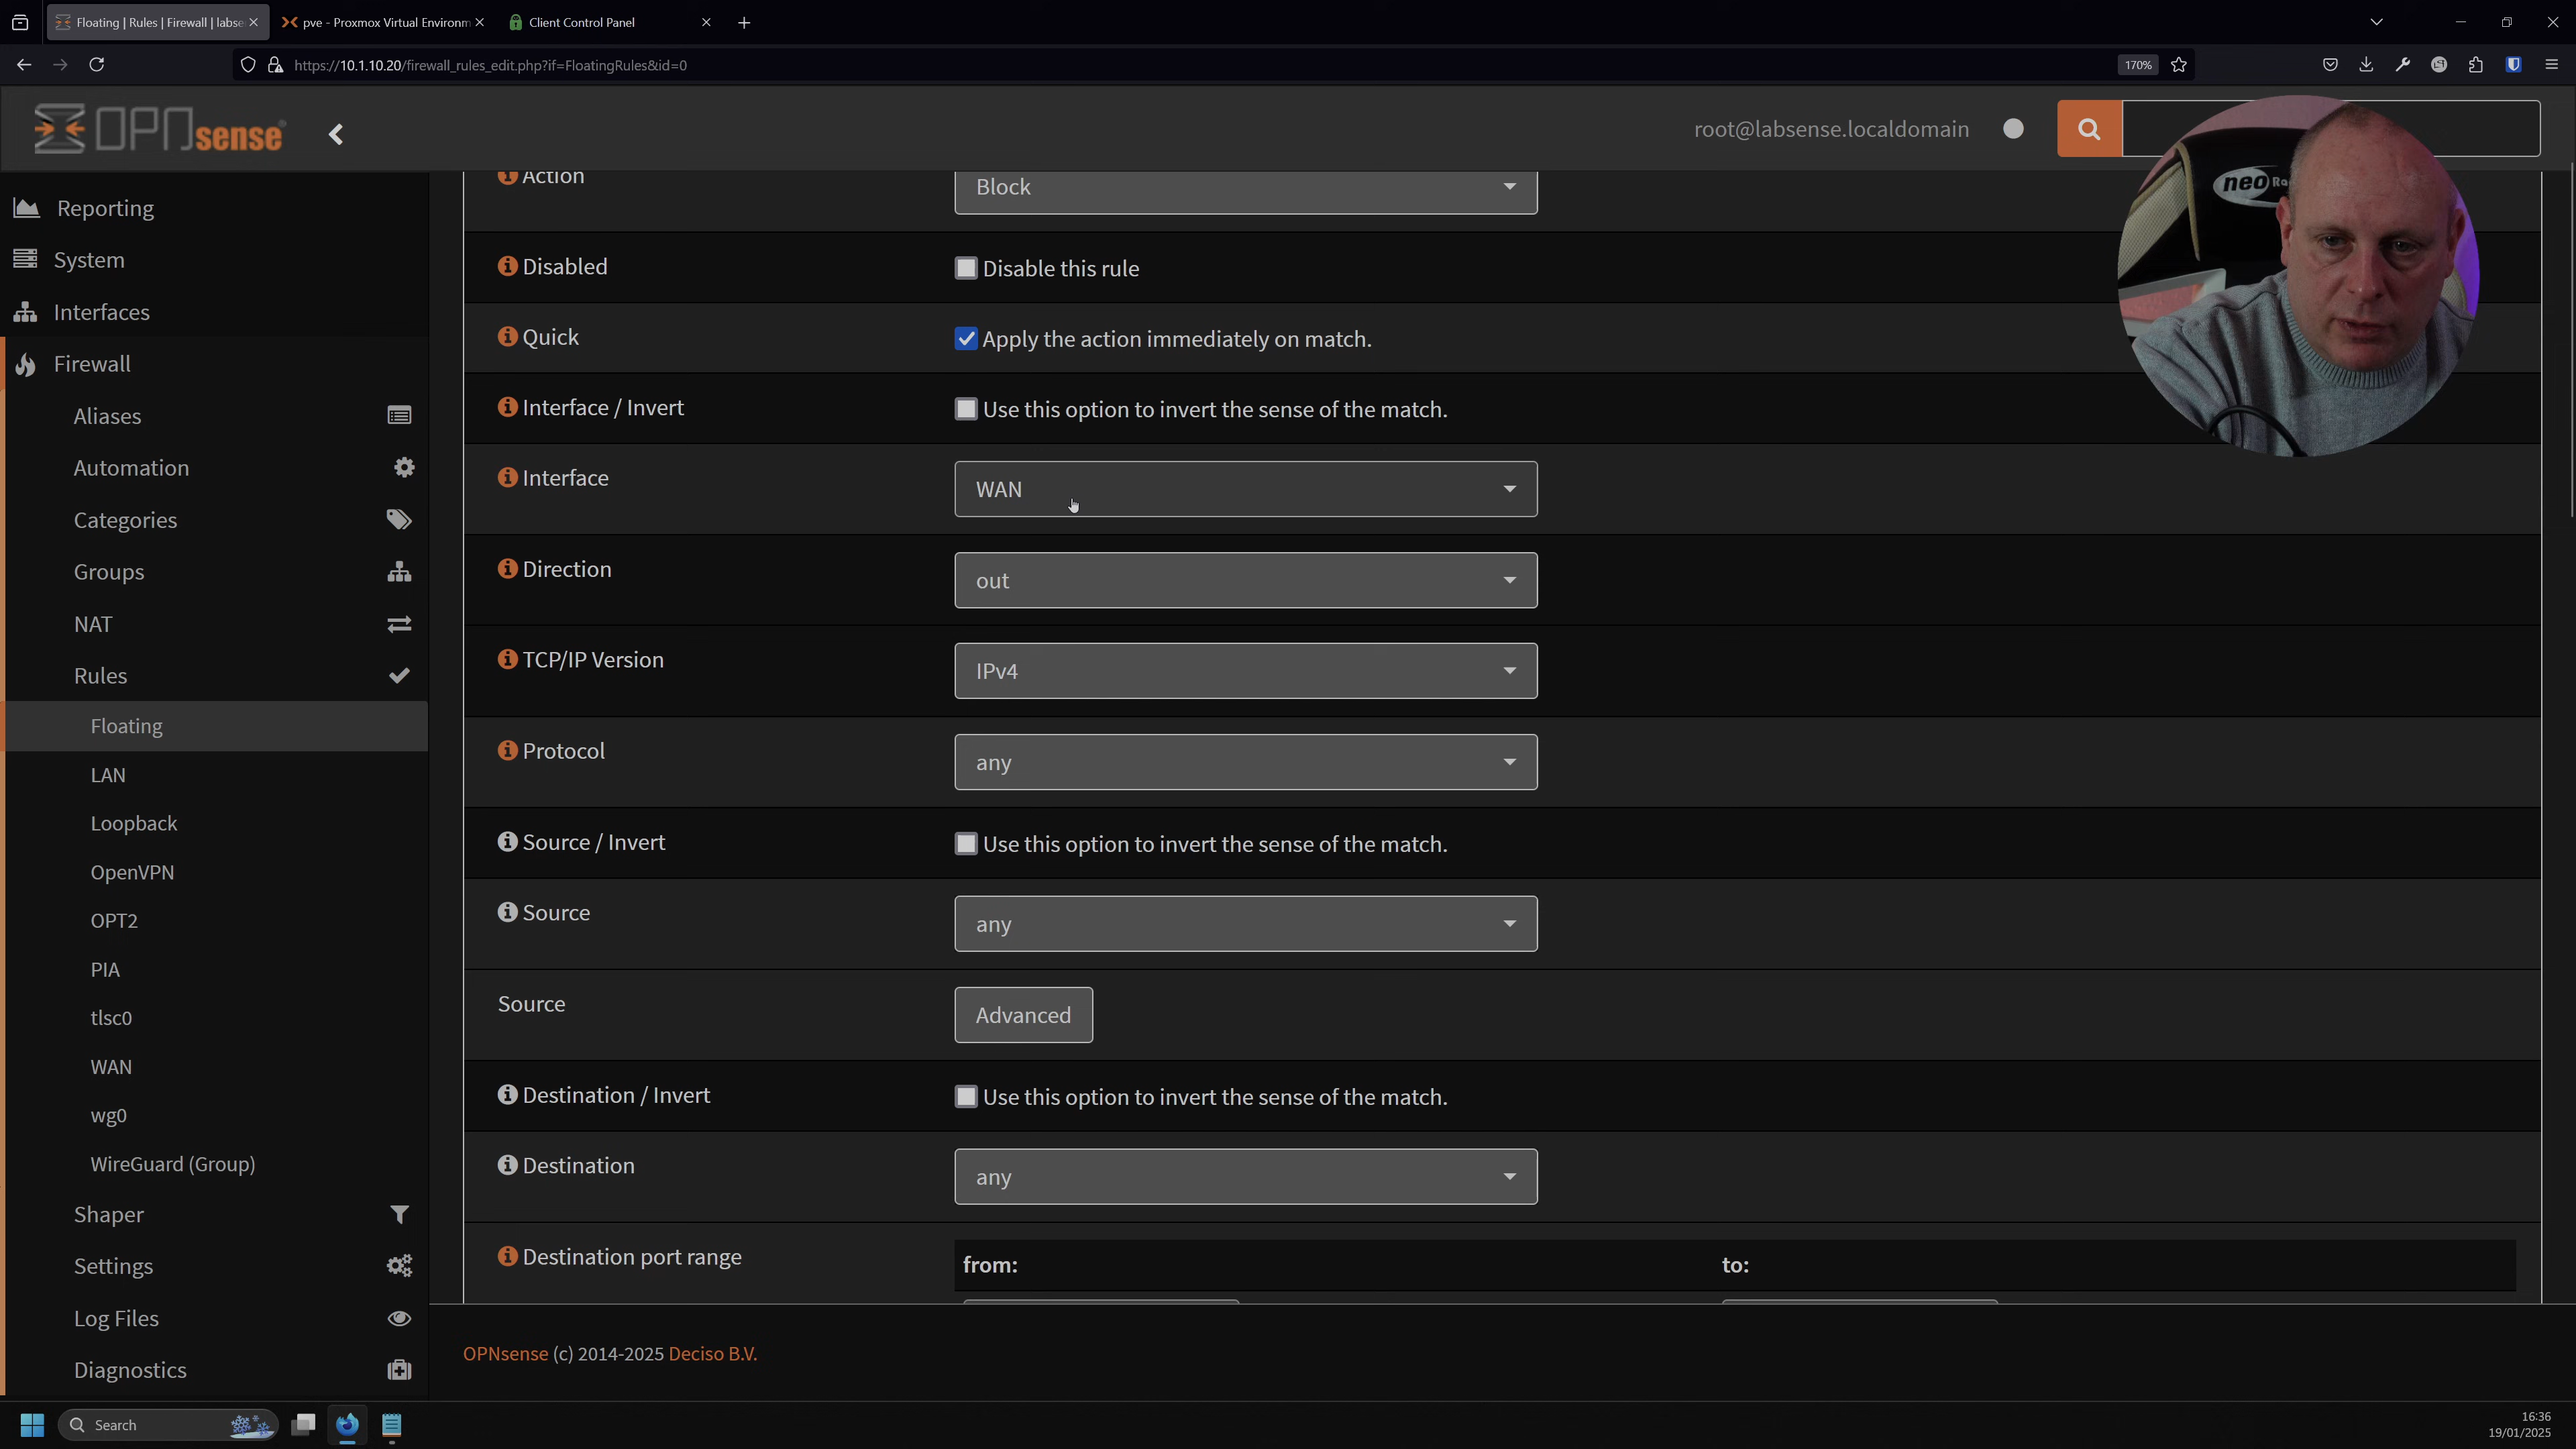 Floating | Rules | Firewall | labse
pve - Proxmox Virtual Environm
Client Control Panel
https://10.1.10.20/firewall_rules_edit.php?if=FloatingRules&id=0
170%
OPNsense
root@labsense.localdomain
neo Ra
Reporting
System
Interfaces
Firewall
Aliases
Automation
Categories
Groups
NAT
Rules
Floating
LAN
Loopback
OpenVPN
OPT2
PIA
tlsc0
WAN
wg0
WireGuard (Group)
Shaper
Settings
Log Files
Diagnostics
Action Block
Disabled Disable this rule
Quick Apply the action immediately on match.
Interface / Invert Use this option to invert the sense of the match.
Interface WAN
Direction out
TCP/IP Version IPv4
Protocol any
Source / Invert Use this option to invert the sense of the match.
Source any
Source Advanced
Destination / Invert Use this option to invert the sense of the match.
Destination any
Destination port range from: to:
OPNsense (c) 2014-2025 Deciso B.V.
Search
16:36
19/01/2025